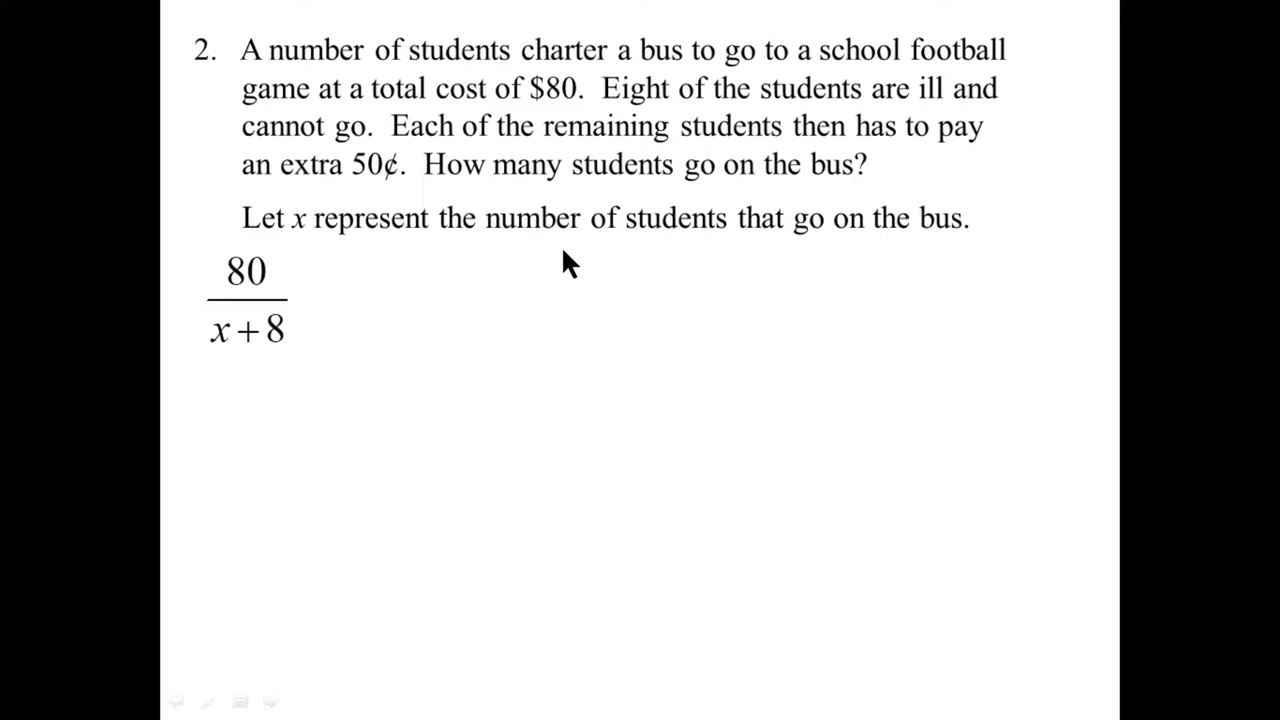 2. A number of students charter a bus to go to a school football
game at a total cost of $80. Eight of the students are ill and
cannot go. Each of the remaining students then has to pay
an extra 50¢. How many students go on the bus?
Let x represent the number of students that go on the bus.
80
x + 8